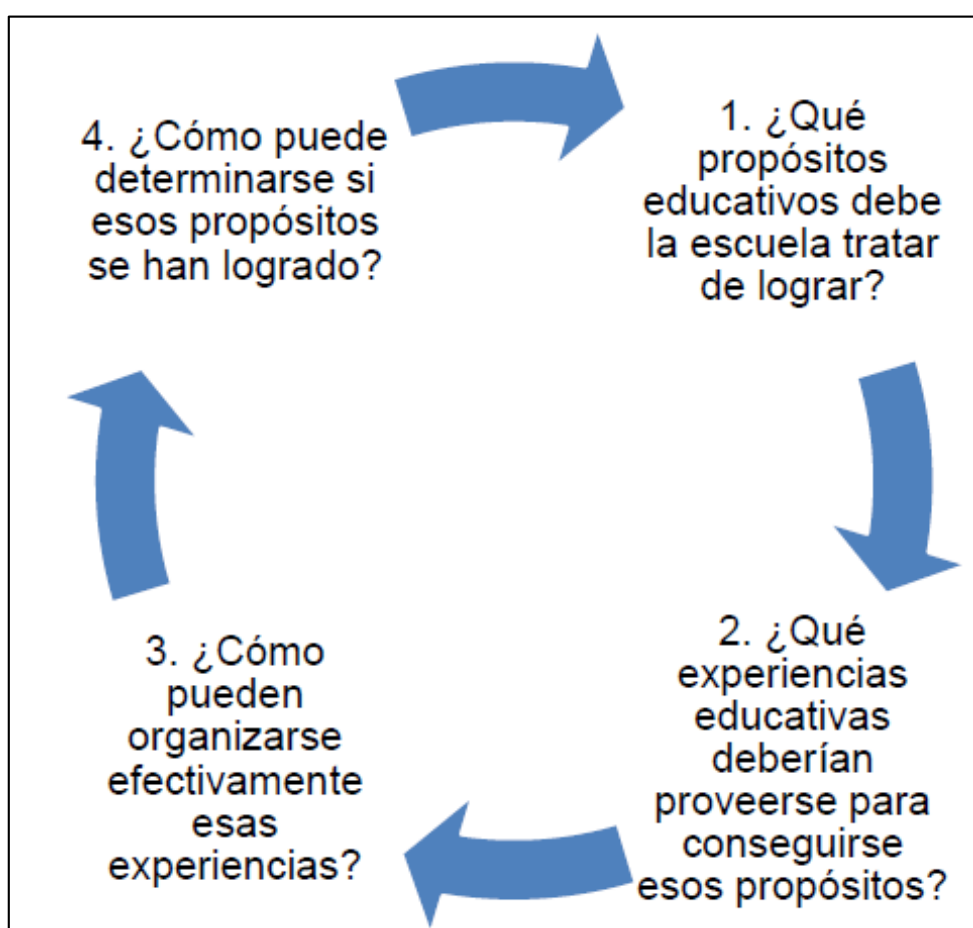 1. ¿Qué
propósitos
educativos debe
la escuela tratar
de lograr?
2. ¿Qué
experiencias
educativas
deberían
proveerse para
conseguirse
esos propósitos?
3. ¿Cómo
pueden
organizarse
efectivamente
esas
experiencias?
4. ¿Cómo puede
determinarse si
esos propósitos
se han logrado?